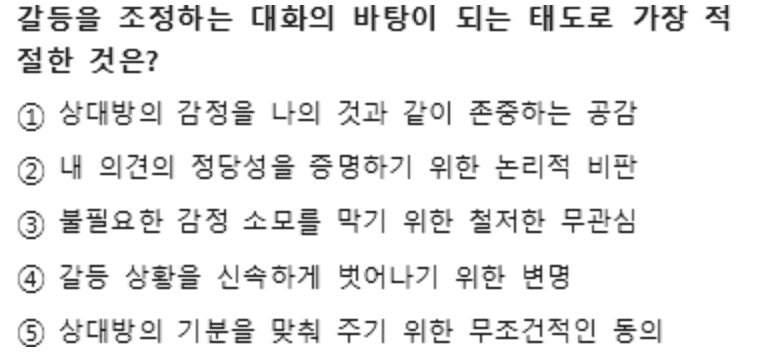 갈등을 조정하는 대화의 바탕이 되는 태도로 가장 적
절한 것은?
① 상대방의 감정을 나의 것과 같이 존중하는 공감
② 내 의견의 정당성을 증명하기 위한 논리적 비판
③ 불필요한 감정 소모를 막기 위한 철저한 무관심
④ 갈등 상황을 신속하게 벗어나기 위한 변명
⑤ 상대방의 기분을 맞춰 주기 위한 무조건적인 동의